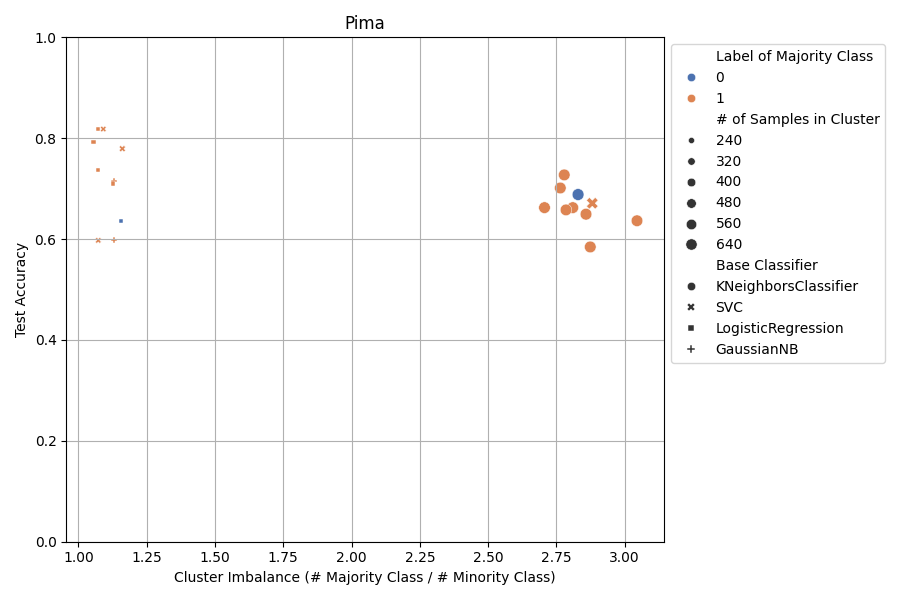 Pima
1.0
0.8
0.6
0.4
0.2
0.0
Test Accuracy
1.00 1.25 1.50 1.75 2.00 2.25 2.50 2.75 3.00
Cluster Imbalance (# Majority Class / # Minority Class)
Label of Majority Class
0
1
# of Samples in Cluster
240
320
400
480
560
640
Base Classifier
KNeighborsClassifier
SVC
LogisticRegression
GaussianNB